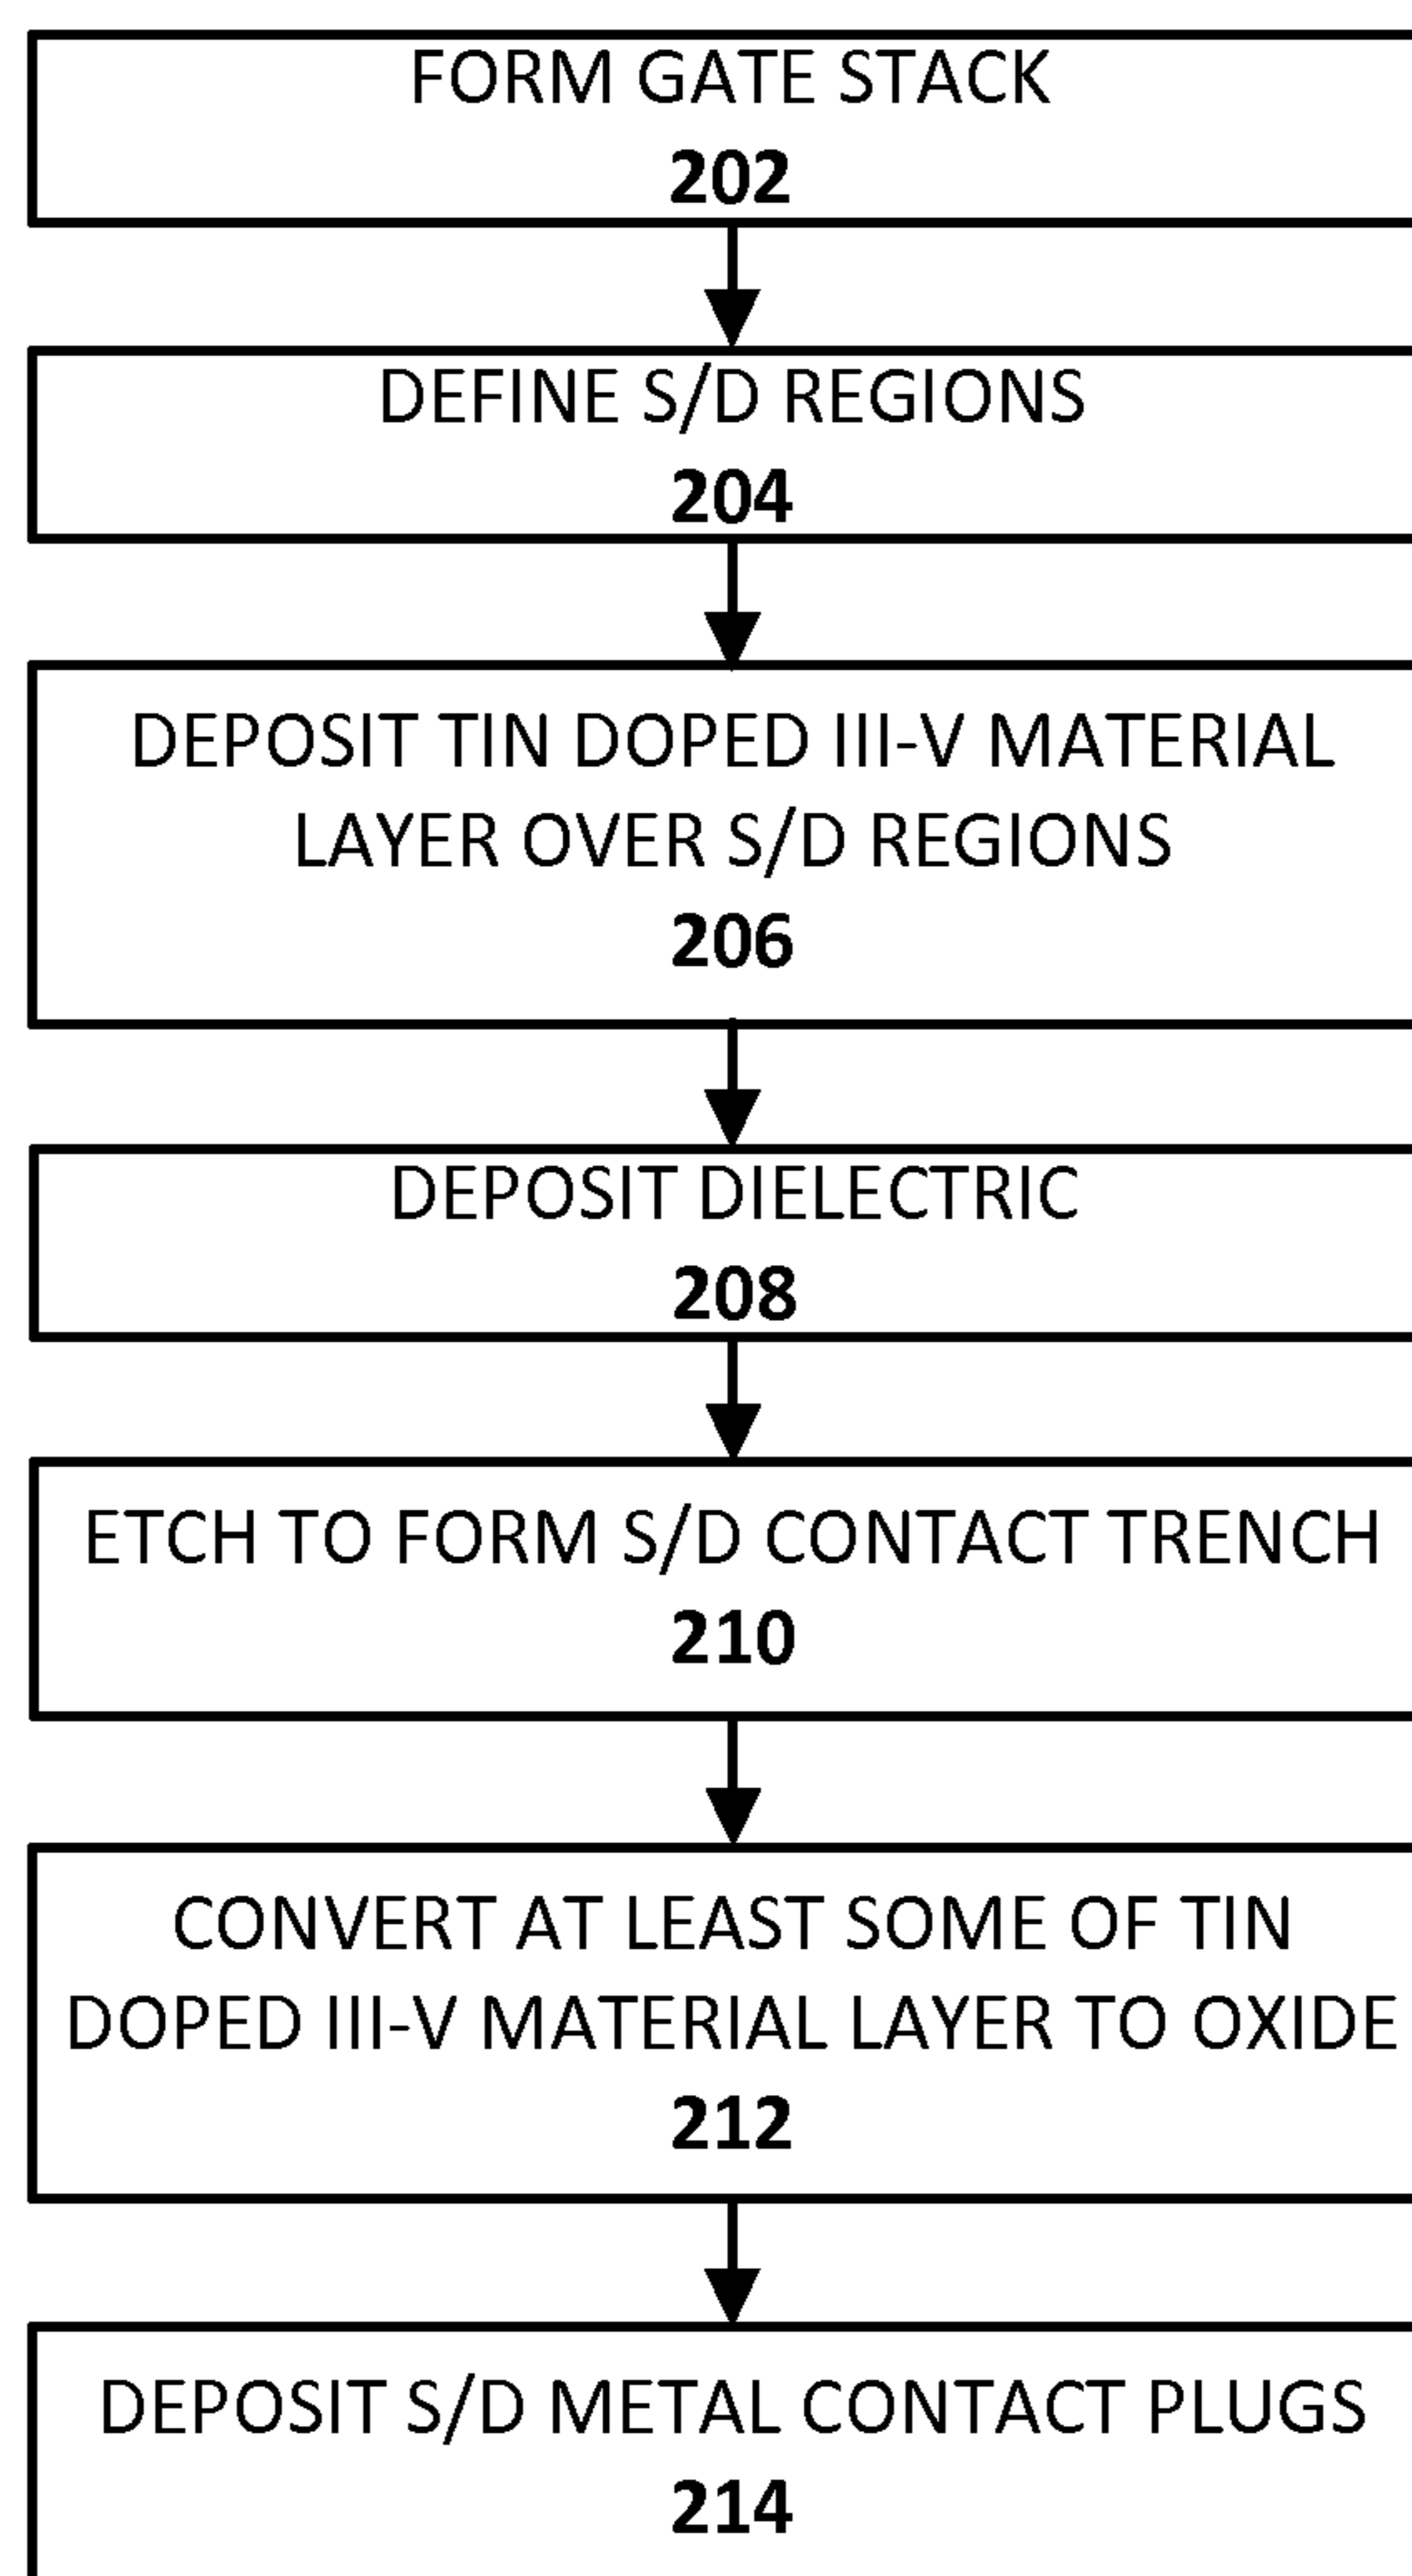 FORM GATE STACK
202
DEFINE S/D REGIONS
204
DEPOSIT TIN DOPED III-V MATERIAL
LAYER OVER S/D REGIONS
206
DEPOSIT DIELECTRIC
208
ETCH TO FORM S/D CONTACT TRENCH
210
CONVERT AT LEAST SOME OF TIN
DOPED III-V MATERIAL LAYER TO OXIDE
212
DEPOSIT S/D METAL CONTACT PLUGS
214